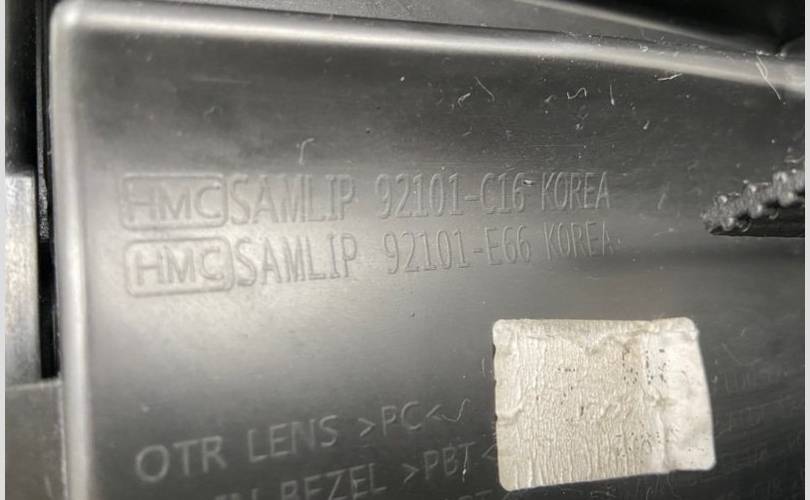 HMC SAMLIP 92101-C16 KOREA
HMC SAMLIP 92101-E66 KOREA
OTR LENS >PC<
BEZEL >PBT<